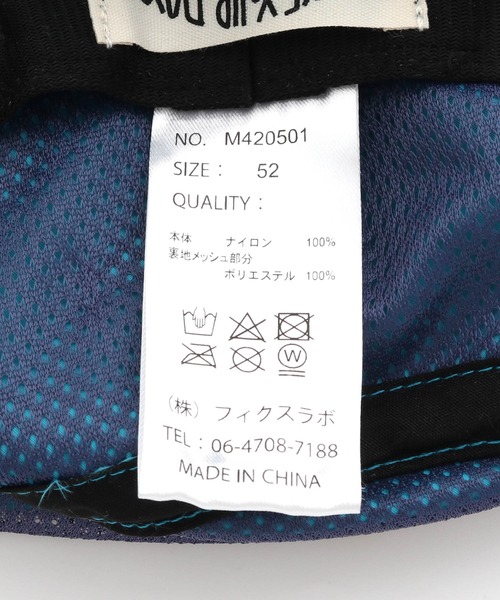 NO. M420501
SIZE : 52
QUALITY :
本体 ナイロン 100%
裏地メッシュ部分
ポリエステル 100%
W
(株) フィクスラボ
TEL : 06-4708-7188
MADE IN CHINA